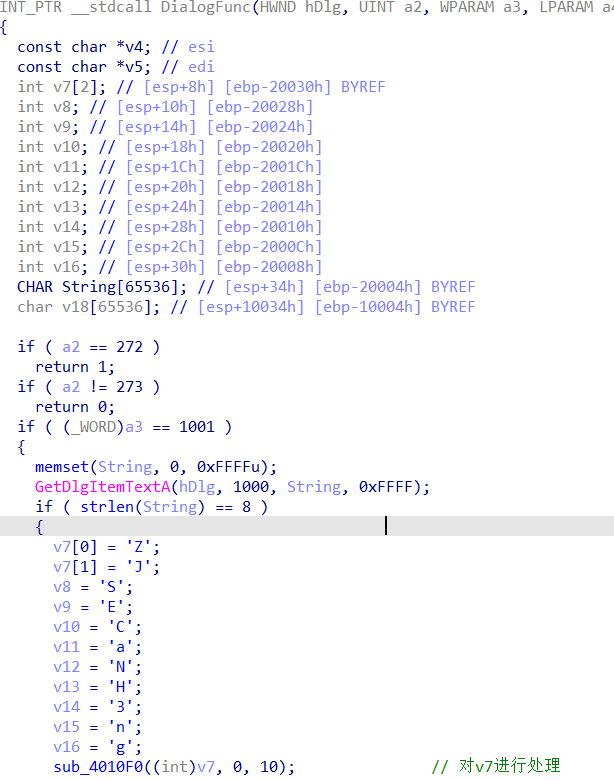 INT_PTR __stdcall DialogFunc(HWND hDlg, UINT a2, WPARAM a3, LPARAM a4
{
const char *v4; // esi
const char *v5; // edi
int v7[2]; // [esp+8h] [ebp-20030h] BYREF
int v8; // [esp+10h] [ebp-20028h]
int v9; // [esp+14h] [ebp-20024h]
int v10; // [esp+18h] [ebp-20020h]
int v11; // [esp+1Ch] [ebp-2001Ch]
int v12; // [esp+20h] [ebp-20018h]
int v13; // [esp+24h] [ebp-20014h]
int v14; // [esp+28h] [ebp-20010h]
int v15; // [esp+2Ch] [ebp-2000Ch]
int v16; // [esp+30h] [ebp-20008h]
CHAR String[65536]; // [esp+34h] [ebp-20004h] BYREF
char v18[65536]; // [esp+10034h] [ebp-10004h] BYREF
if ( a2 == 272 )
return 1;
if ( a2 != 273 )
return 0;
if ( (_WORD)a3 == 1001 )
{
memset(String, 0, 0xFFFFu);
GetDlgItemTextA(hDlg, 1000, String, 0xFFFF);
if ( strlen(String) == 8 )
{
v7[0] = 'Z';
v7[1] = 'J';
v8 = 'S';
v9 = 'E';
v10 = 'C';
v11 = 'a';
v12 = 'N';
v13 = 'H';
v14 = '3';
v15 = 'n';
v16 = 'g';
sub_4010F0((int)v7, 0, 10); // 对v7进行处理